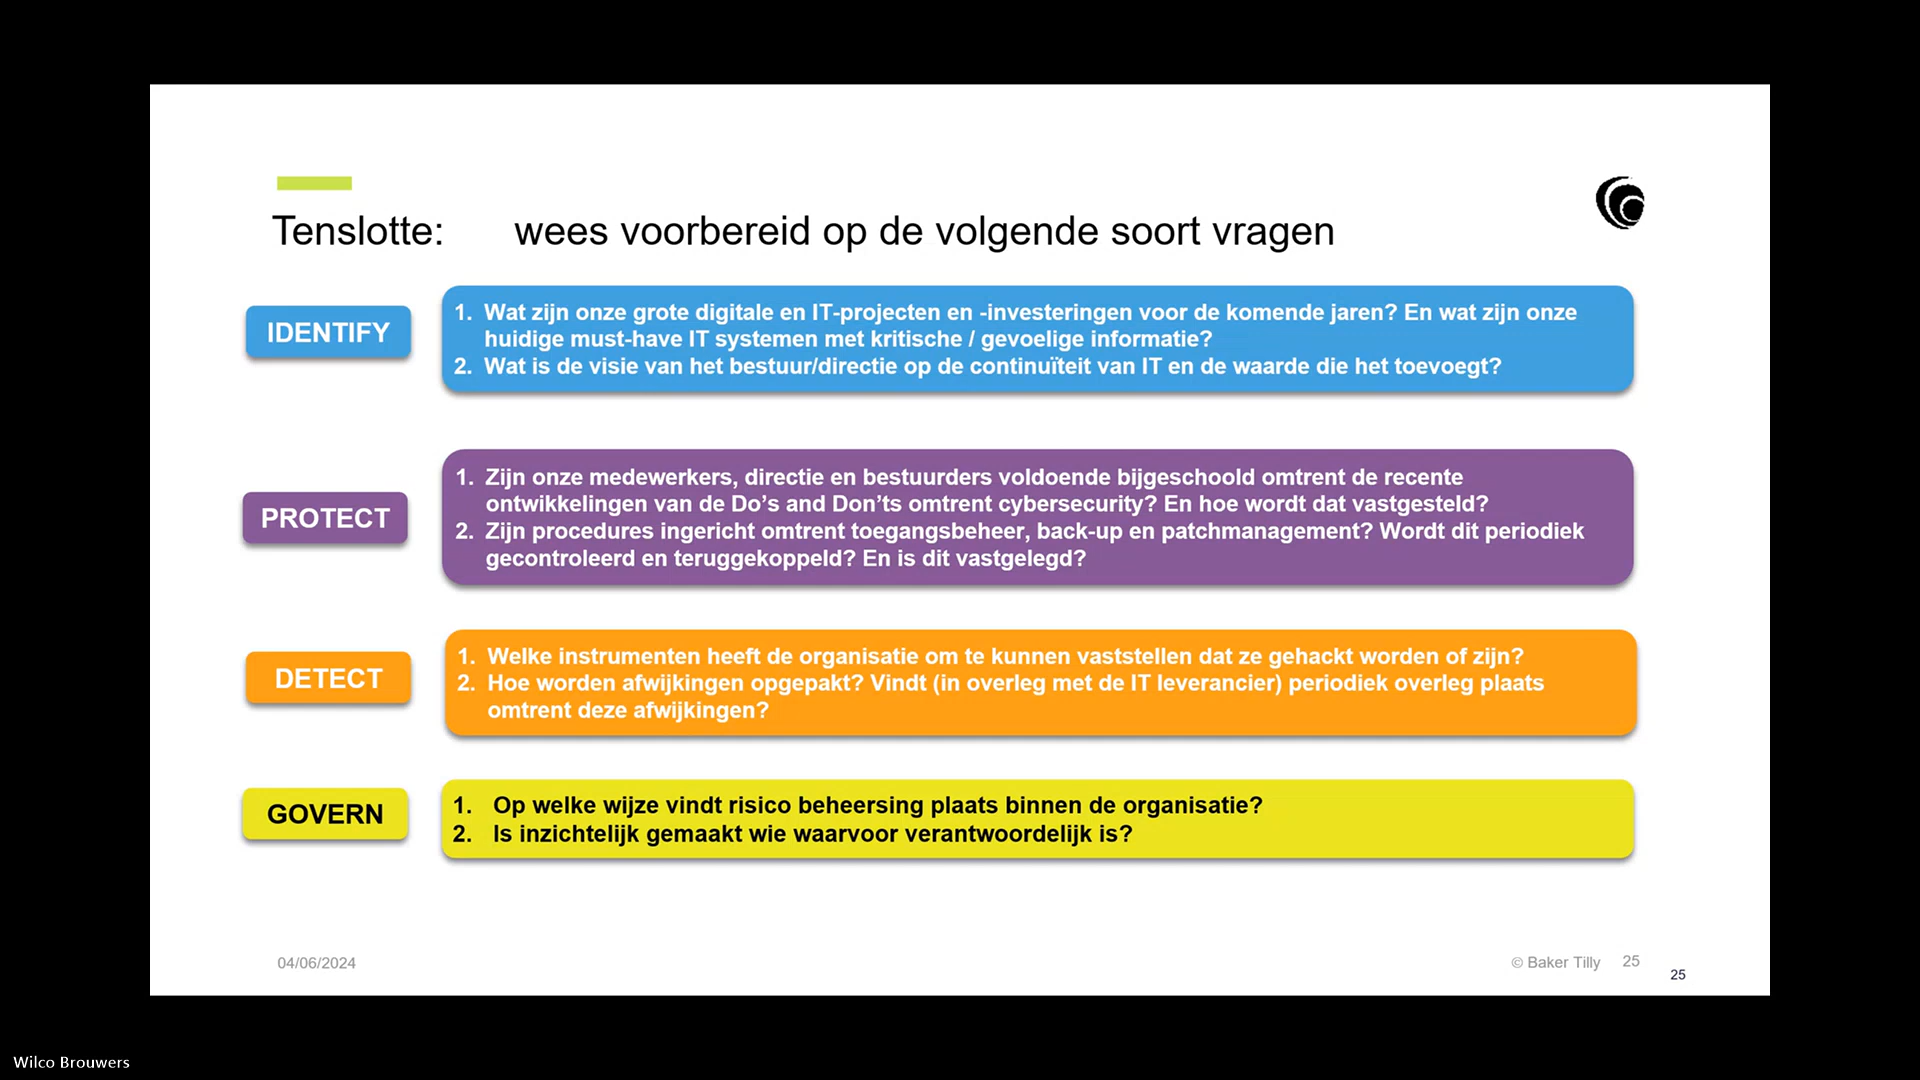 Tenslotte: wees voorbereid op de volgende soort vragen
IDENTIFY
1. Wat zijn onze grote digitale en IT-projecten en -investeringen voor de komende jaren? En wat zijn onze
huidige must-have IT systemen met kritische / gevoelige informatie?
2. Wat is de visie van het bestuur/directie op de continuïteit van IT en de waarde die het toevoegt?
PROTECT
1. Zijn onze medewerkers, directie en bestuurders voldoende bijgeschoold omtrent de recente
ontwikkelingen van de Do’s and Don’ts omtrent cybersecurity? En hoe wordt dat vastgesteld?
2. Zijn procedures ingericht omtrent toegangsbeheer, back-up en patchmanagement? Wordt dit periodiek
gecontroleerd en teruggekoppeld? En is dit vastgelegd?
DETECT
1. Welke instrumenten heeft de organisatie om te kunnen vaststellen dat ze gehackt worden of zijn?
2. Hoe worden afwijkingen opgepakt? Vindt (in overleg met de IT leverancier) periodiek overleg plaats
omtrent deze afwijkingen?
GOVERN
1. Op welke wijze vindt risico beheersing plaats binnen de organisatie?
2. Is inzichtelijk gemaakt wie waarvoor verantwoordelijk is?
04/06/2024
© Baker Tilly 25
25
Wilco Brouwers